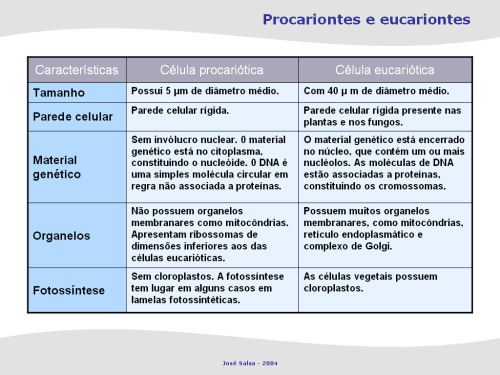 Procariontes e eucariontes
Características
Célula procariótica
Célula eucariótica
Tamanho
Possui 5 µm de diâmetro médio.
Com 40 µ m de diâmetro médio.
Parede celular
Parede celular rígida.
Parede celular rígida presente nas
plantas e nos fungos.
Material
genético
Sem invólucro nuclear. O material
genético está no citoplasma,
constituindo o nucleóide. O DNA é
uma simples molécula circular em
regra não associada a proteínas.
O material genético está encerrado
no núcleo, que contém um ou mais
nucléolos. As moléculas de DNA
estão associadas a proteínas,
constituindo os cromossomas.
Organelos
Não possuem organelos
membranares como mitocôndrias.
Apresentam ribossomas de
dimensões inferiores aos das
células eucarióticas.
Possuem muitos organelos
membranares, como mitocôndrias,
retículo endoplasmático e
complexo de Golgi.
Fotossíntese
Sem cloroplastos. A fotossíntese
tem lugar em alguns casos em
lamelas fotossintéticas.
As células vegetais possuem
cloroplastos.
José Salsa - 2004